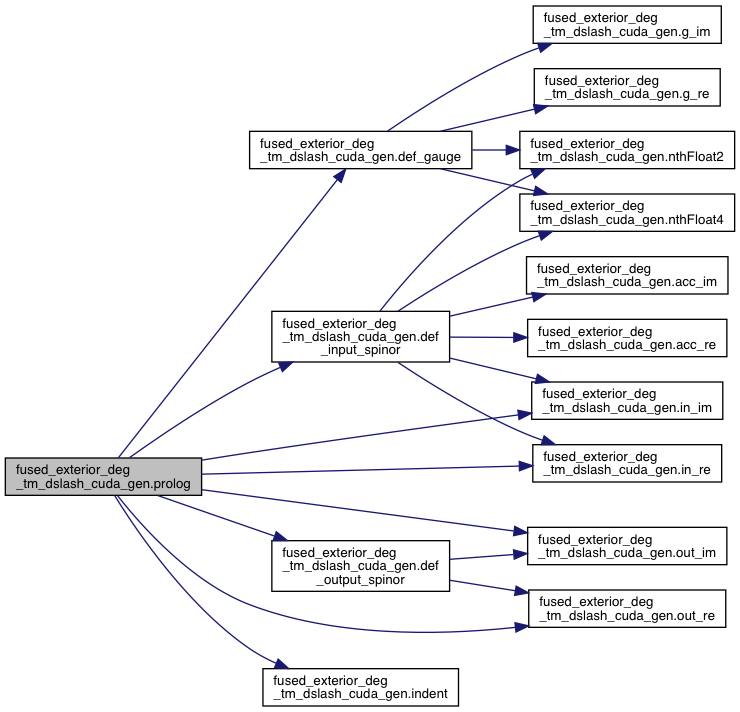 fused_exterior_deg
_tm_dslash_cuda_gen.g_im
fused_exterior_deg
_tm_dslash_cuda_gen.g_re
fused_exterior_deg
_tm_dslash_cuda_gen.def_gauge
fused_exterior_deg
_tm_dslash_cuda_gen.nthFloat2
fused_exterior_deg
_tm_dslash_cuda_gen.nthFloat4
fused_exterior_deg
_tm_dslash_cuda_gen.acc_im
fused_exterior_deg
_tm_dslash_cuda_gen.def
_input_spinor
fused_exterior_deg
_tm_dslash_cuda_gen.acc_re
fused_exterior_deg
_tm_dslash_cuda_gen.in_im
fused_exterior_deg
_tm_dslash_cuda_gen.in_re
fused_exterior_deg
_tm_dslash_cuda_gen.prolog
fused_exterior_deg
_tm_dslash_cuda_gen.out_im
fused_exterior_deg
_tm_dslash_cuda_gen.def
_output_spinor
fused_exterior_deg
_tm_dslash_cuda_gen.out_re
fused_exterior_deg
_tm_dslash_cuda_gen.indent